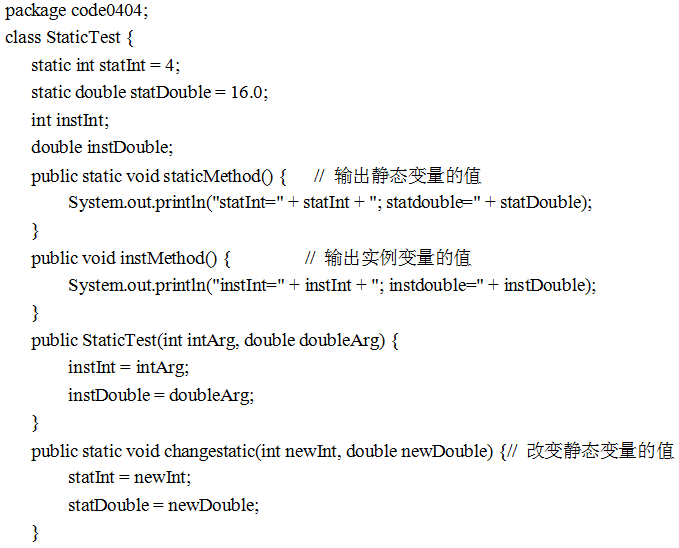 package code0404;
class StaticTest {
static int statInt = 4;
static double statDouble = 16.0;
int instInt;
double instDouble;
public static void staticMethod() { // 输出静态变量的值
System.out.println("statInt=" + statInt + "; statdouble=" + statDouble);
}
public void instMethod() { // 输出实例变量的值
System.out.println("instInt=" + instInt + "; instdouble=" + instDouble);
}
public StaticTest(int intArg, double doubleArg) {
instInt = intArg;
instDouble = doubleArg;
}
public static void changestatic(int newInt, double newDouble) {// 改变静态变量的值
statInt = newInt;
statDouble = newDouble;
}